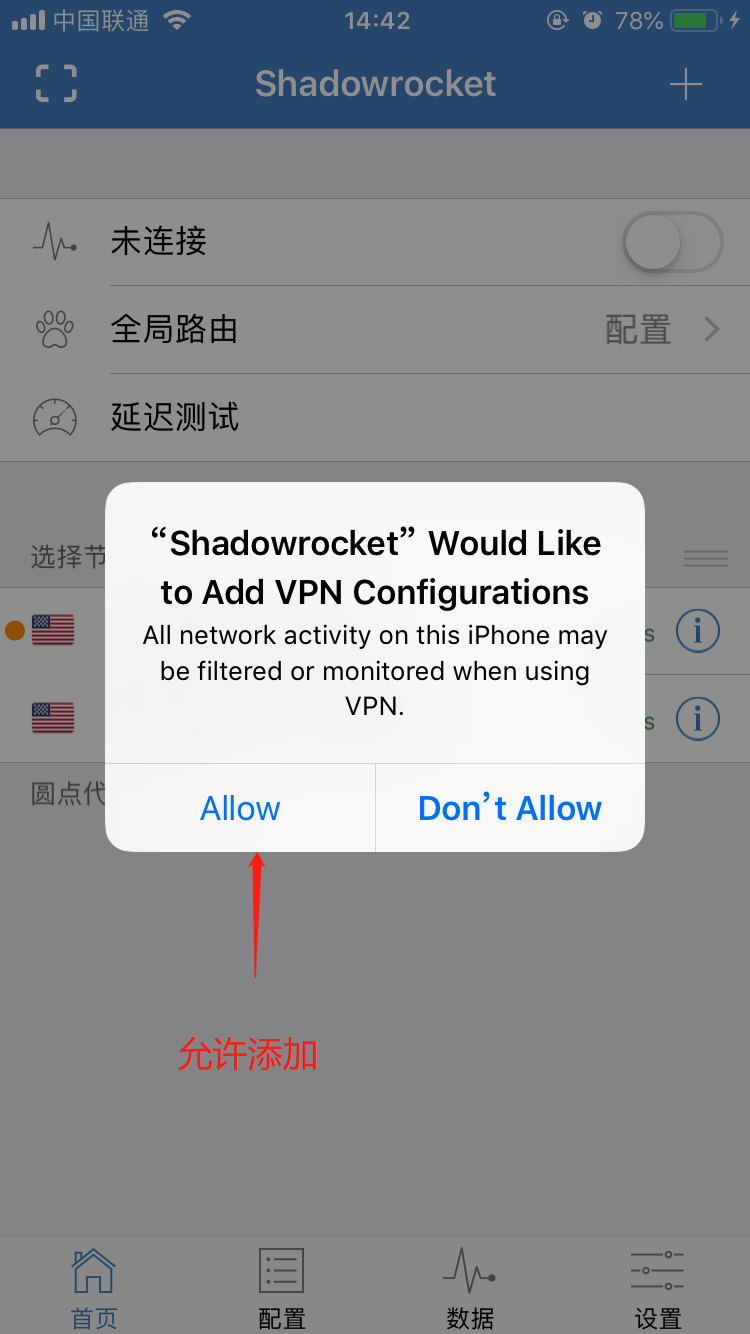 中国联通 14:42 78%
Shadowrocket
未连接
全局路由 配置
延迟测试
选择节
“Shadowrocket” Would Like
to Add VPN Configurations
All network activity on this iPhone may
be filtered or monitored when using
VPN.
s
s
圆点代
Allow Don’t Allow
允许添加
首页 配置 数据 设置